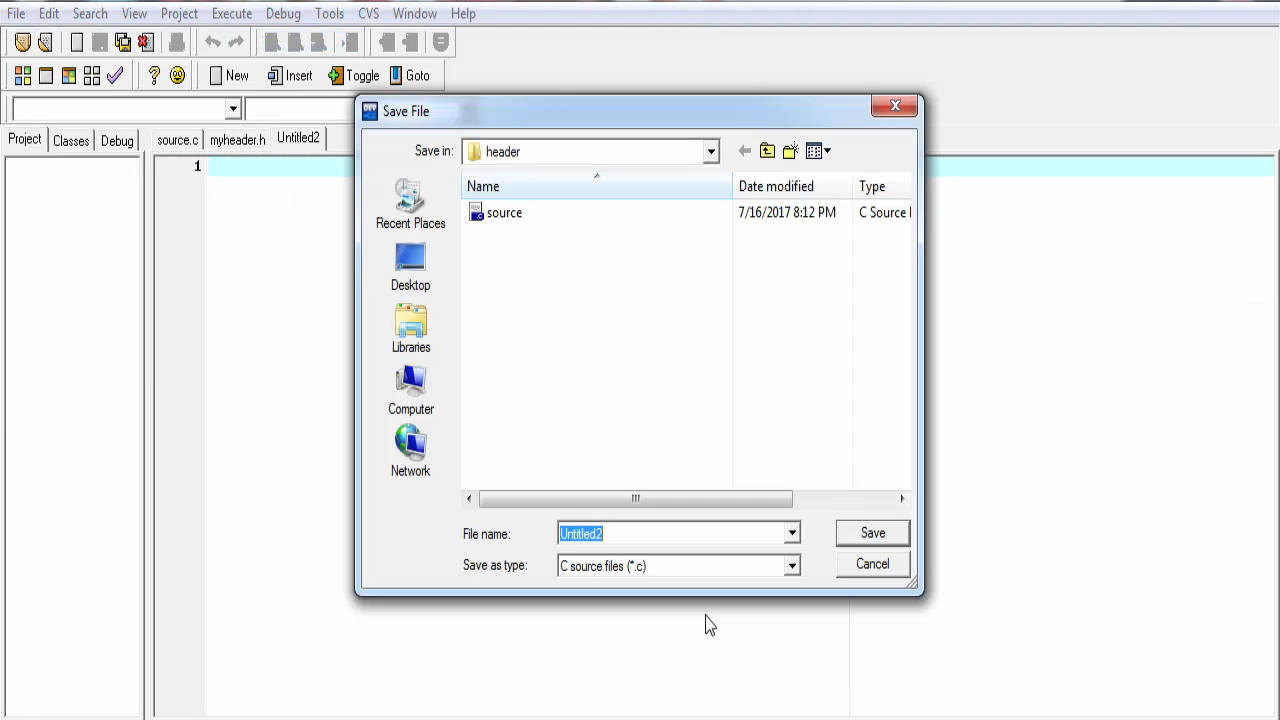 File Edit Search View Project Execute Debug Tools CVS Window Help
New Insert Toggle Goto
Project Classes Debug source.c myheader.h Untitled2
1
Save File
Save in: header
Name Date modified Type
source 7/16/2017 8:12 PM C Source
Recent Places
Desktop
Libraries
Computer
Network
File name: Untitled2 Save
Save as type: C source files (*.c) Cancel